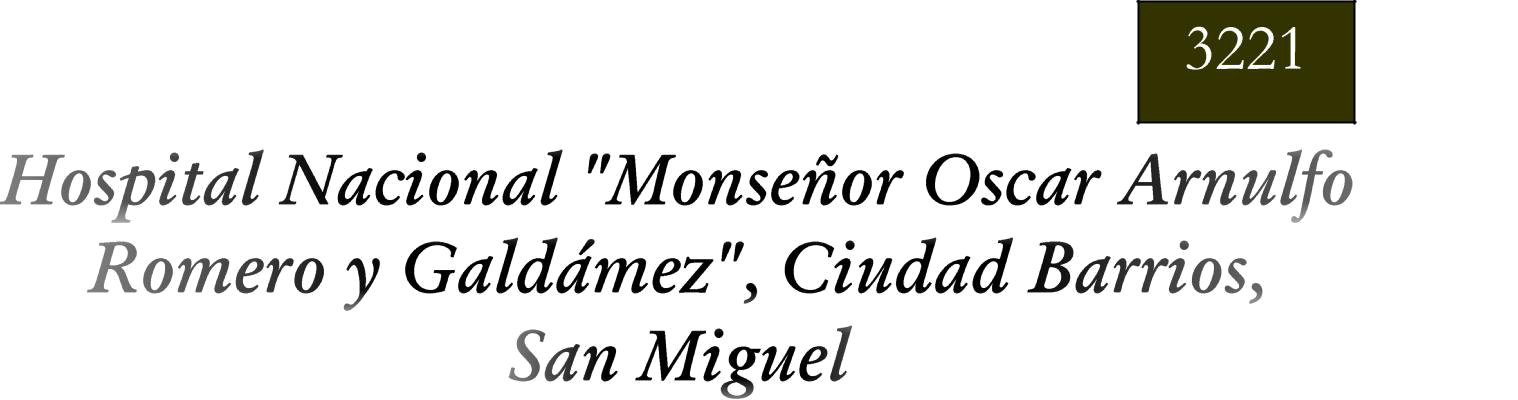 3221
Hospital Nacional "Monseñor Oscar Arnulfo
Romero y Galdámez", Ciudad Barrios,
San Miguel